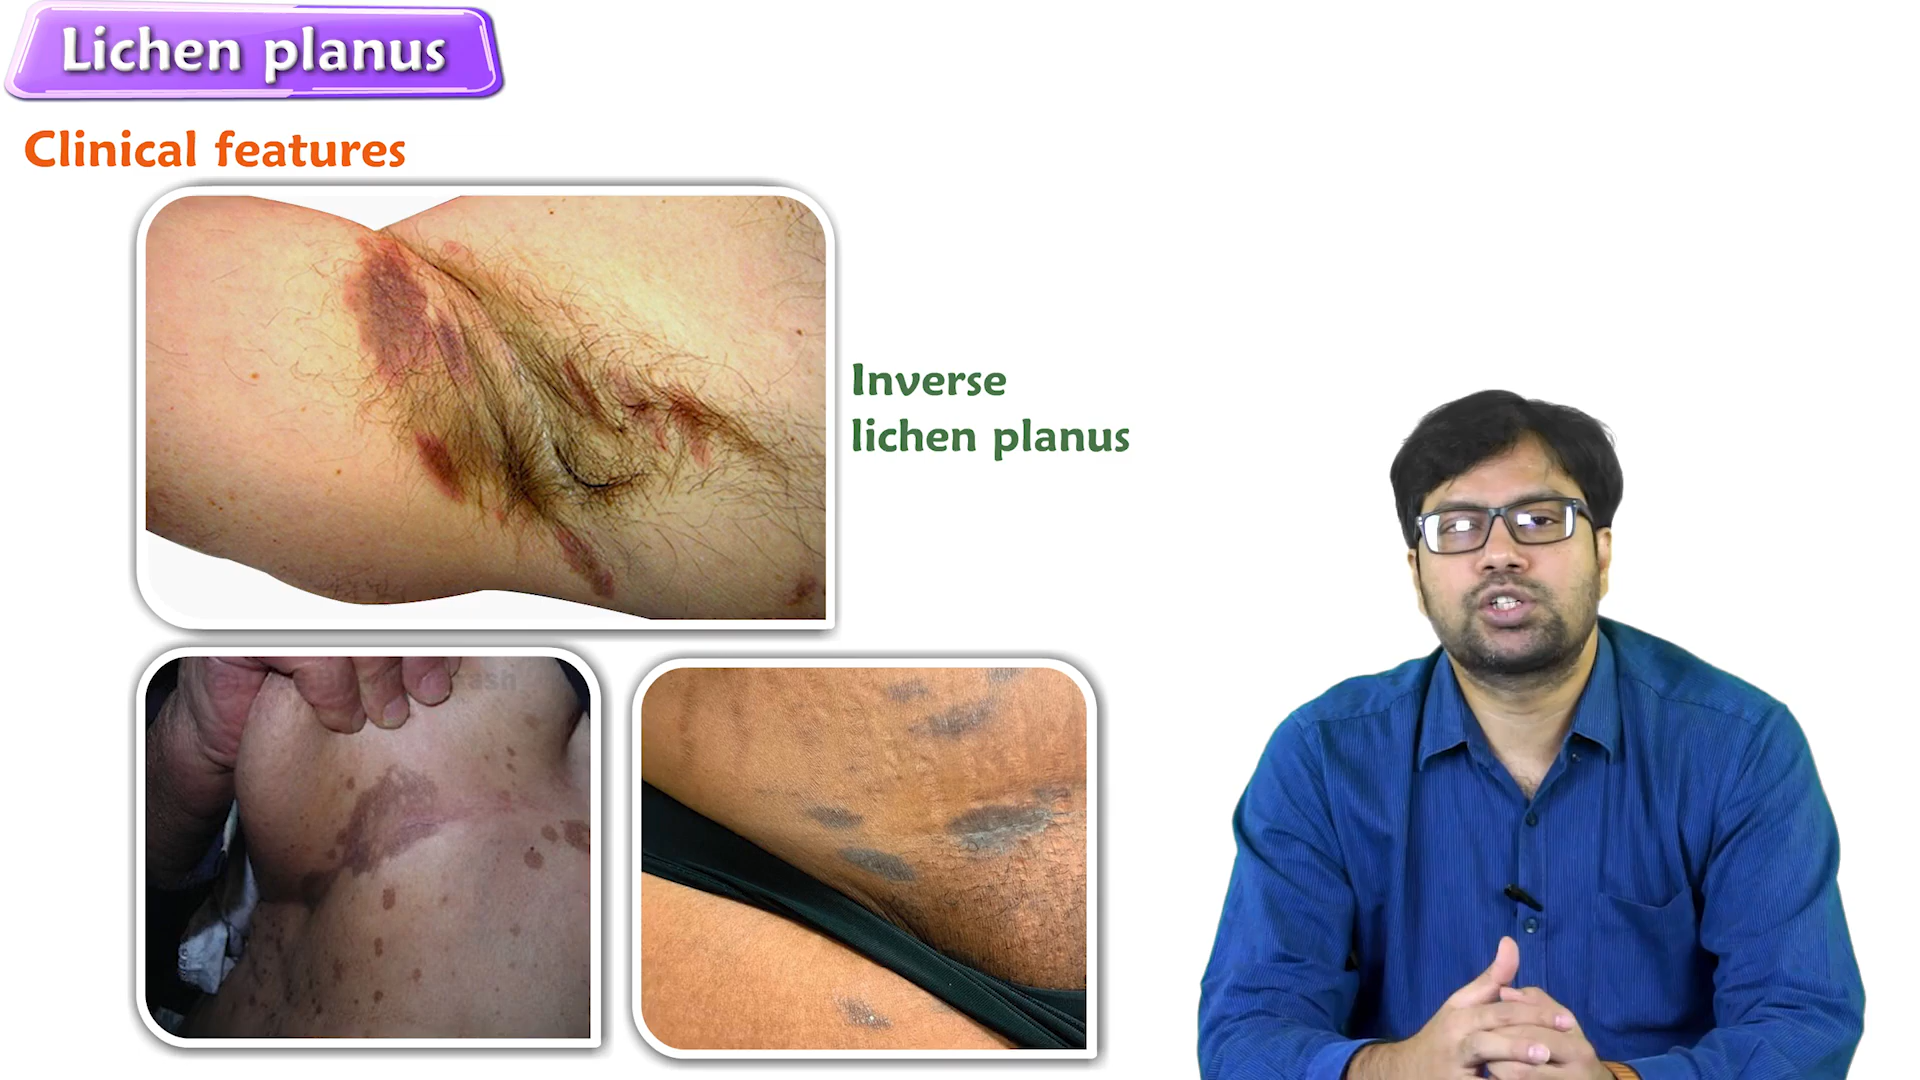 Lichen planus
Clinical features
Inverse
lichen planus